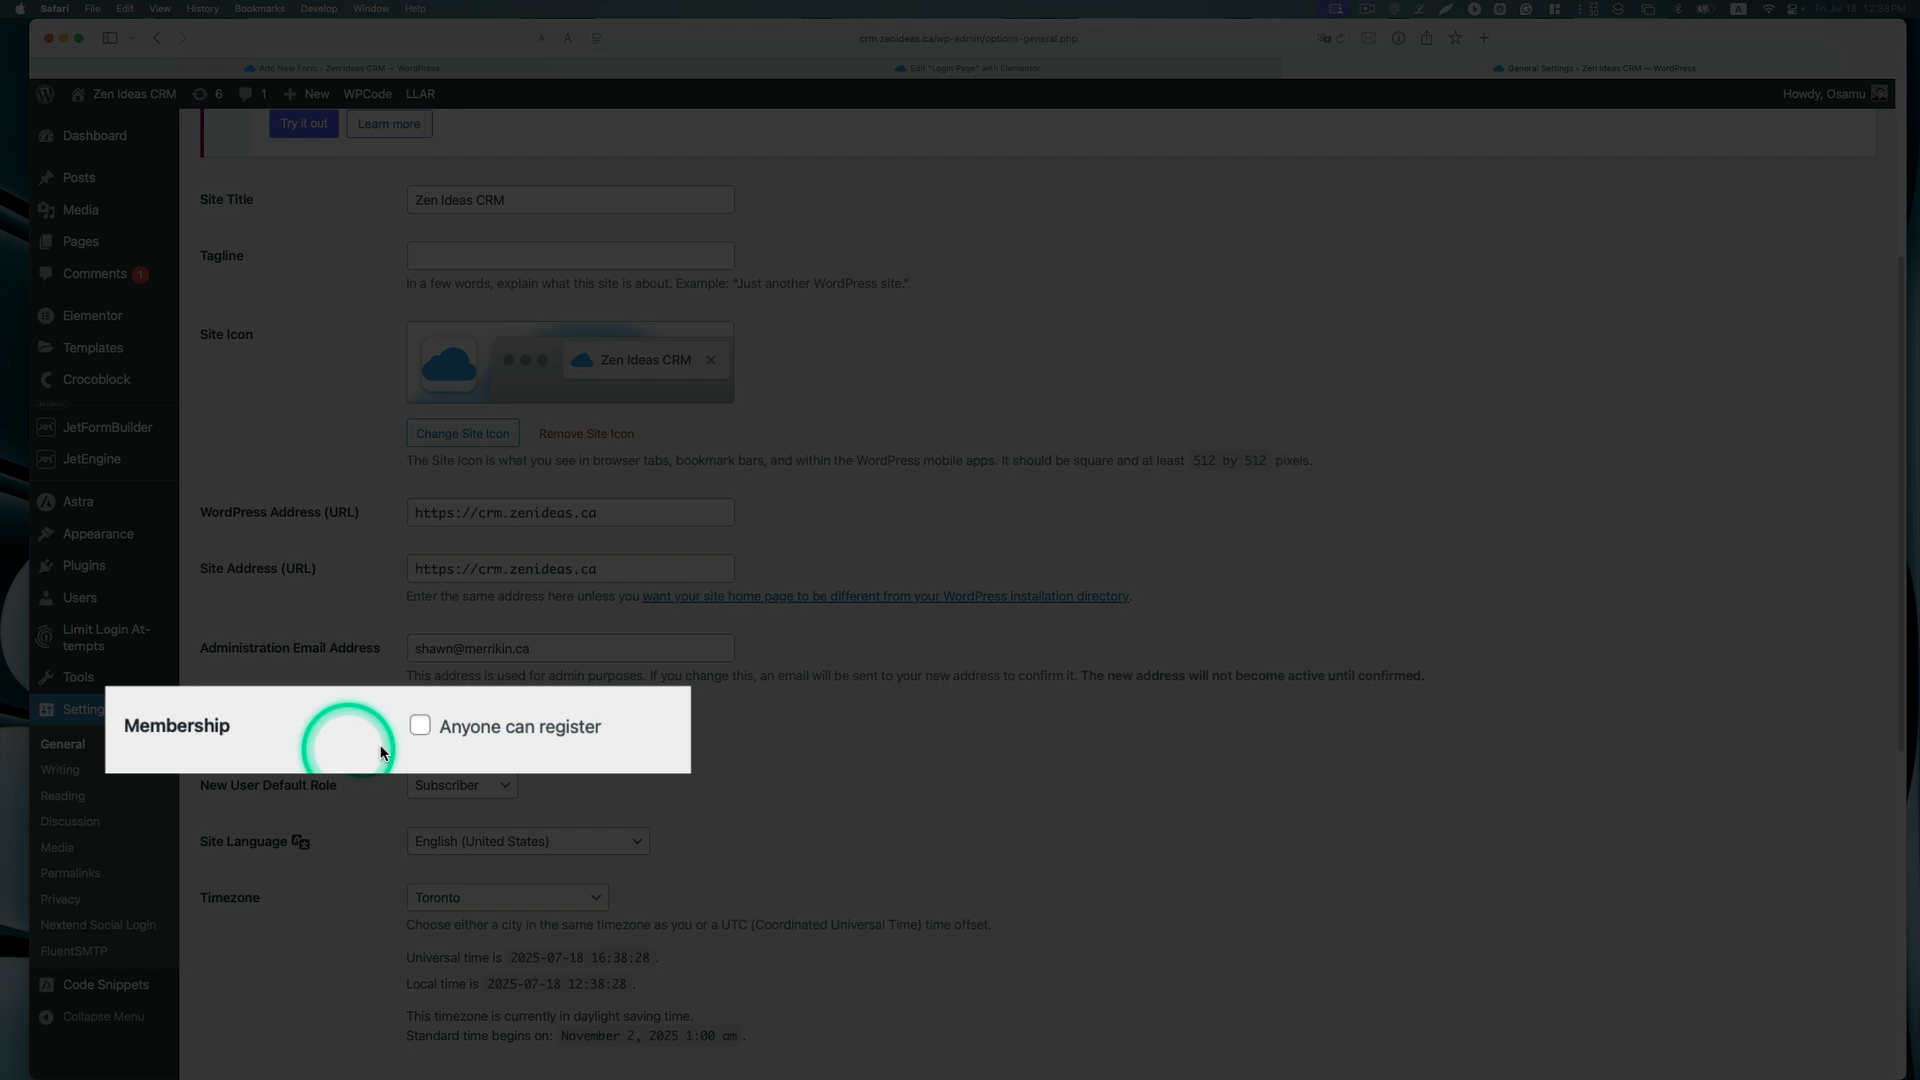 Safari File Edit View History Bookmarks Develop Window Help
Fri Jul 18 12:38 PM
crm.zenideas.ca/wp-admin/options-general.php
Add New Form ‹ Zen Ideas CRM — WordPress
Edit "Login Page" with Elementor
General Settings ‹ Zen Ideas CRM — WordPress
Zen Ideas CRM 6 1 New WPCode LLAR
Howdy, Osamu
Dashboard
Posts
Media
Pages
Comments 1
Elementor
Templates
Crocoblock
JetFormBuilder
JetEngine
Astra
Appearance
Plugins
Users
Limit Login At-
tempts
Tools
Setting
General
Writing
Reading
Discussion
Media
Permalinks
Privacy
Nextend Social Login
FluentSMTP
Code Snippets
Collapse Menu
Try it out Learn more
Site Title Zen Ideas CRM
Tagline
In a few words, explain what this site is about. Example: "Just another WordPress site."
Site Icon Zen Ideas CRM
Change Site Icon Remove Site Icon
The Site Icon is what you see in browser tabs, bookmark bars, and within the WordPress mobile apps. It should be square and at least 512 by 512 pixels.
WordPress Address (URL) https://crm.zenideas.ca
Site Address (URL) https://crm.zenideas.ca
Enter the same address here unless you want your site home page to be different from your WordPress installation directory.
Administration Email Address shawn@merrikin.ca
This address is used for admin purposes. If you change this, an email will be sent to your new address to confirm it. The new address will not become active until confirmed.
Membership Anyone can register
New User Default Role Subscriber
Site Language English (United States)
Timezone Toronto
Choose either a city in the same timezone as you or a UTC (Coordinated Universal Time) time offset.
Universal time is 2025-07-18 16:38:28 .
Local time is 2025-07-18 12:38:28 .
This timezone is currently in daylight saving time.
Standard time begins on: November 2, 2025 1:00 am .